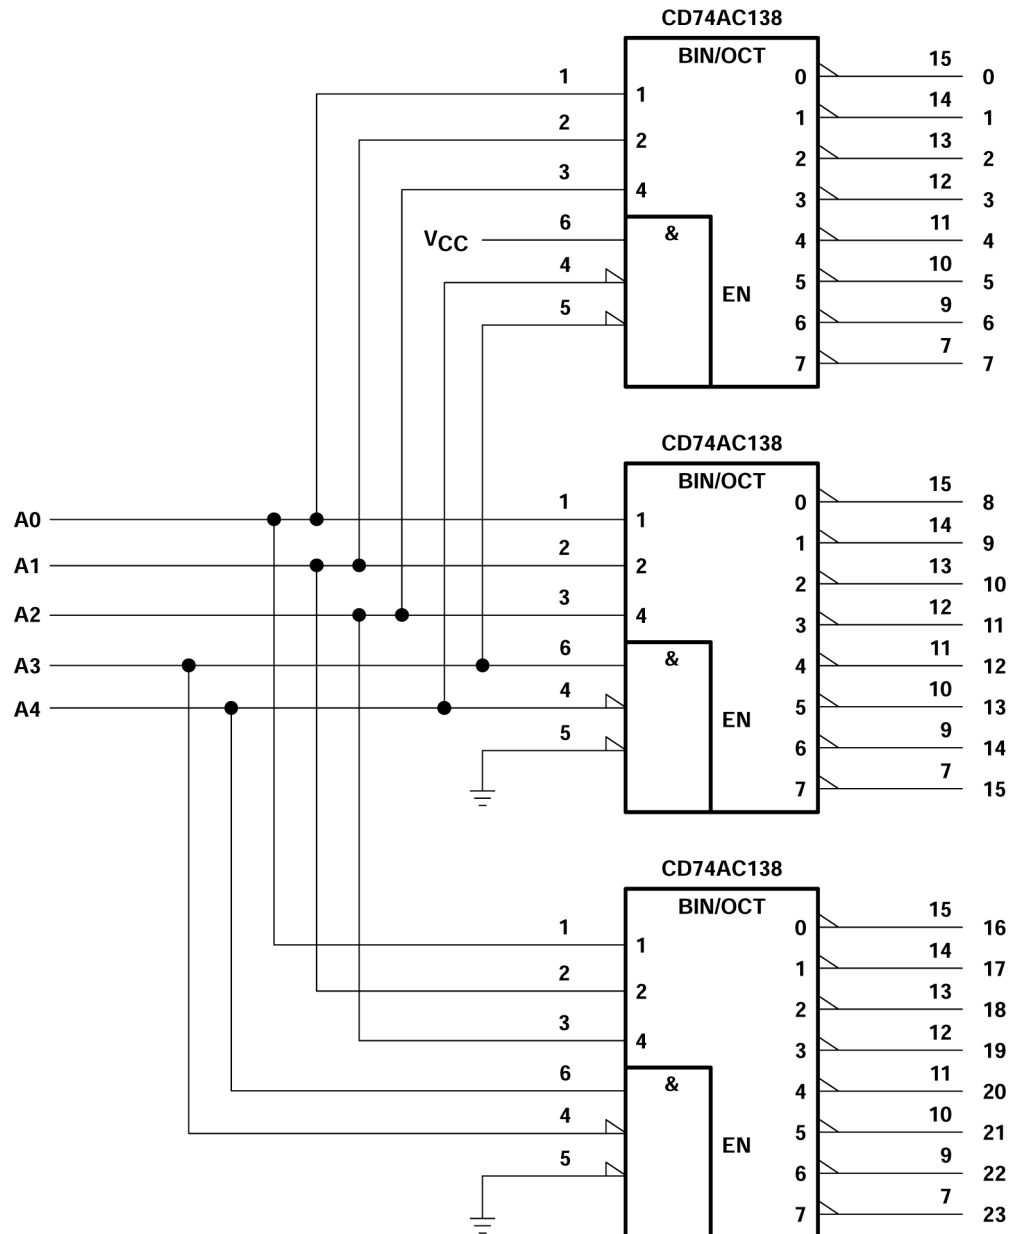 CD74AC138
BIN/OCT
1 1 0 15 0
1 14 1
2 2 2 13 2
3 4 3 12 3
VCC 6 & 4 11 4
4 EN 5 10 5
5 6 9 6
7 7 7
CD74AC138
BIN/OCT
A0 1 1 0 15 8
1 14 9
A1 2 2 2 13 10
A2 3 4 3 12 11
A3 6 & 4 11 12
A4 4 EN 5 10 13
5 6 9 14
7 7 15
CD74AC138
BIN/OCT
1 1 0 15 16
1 14 17
2 2 2 13 18
3 4 3 12 19
6 & 4 11 20
4 EN 5 10 21
5 6 9 22
7 7 23